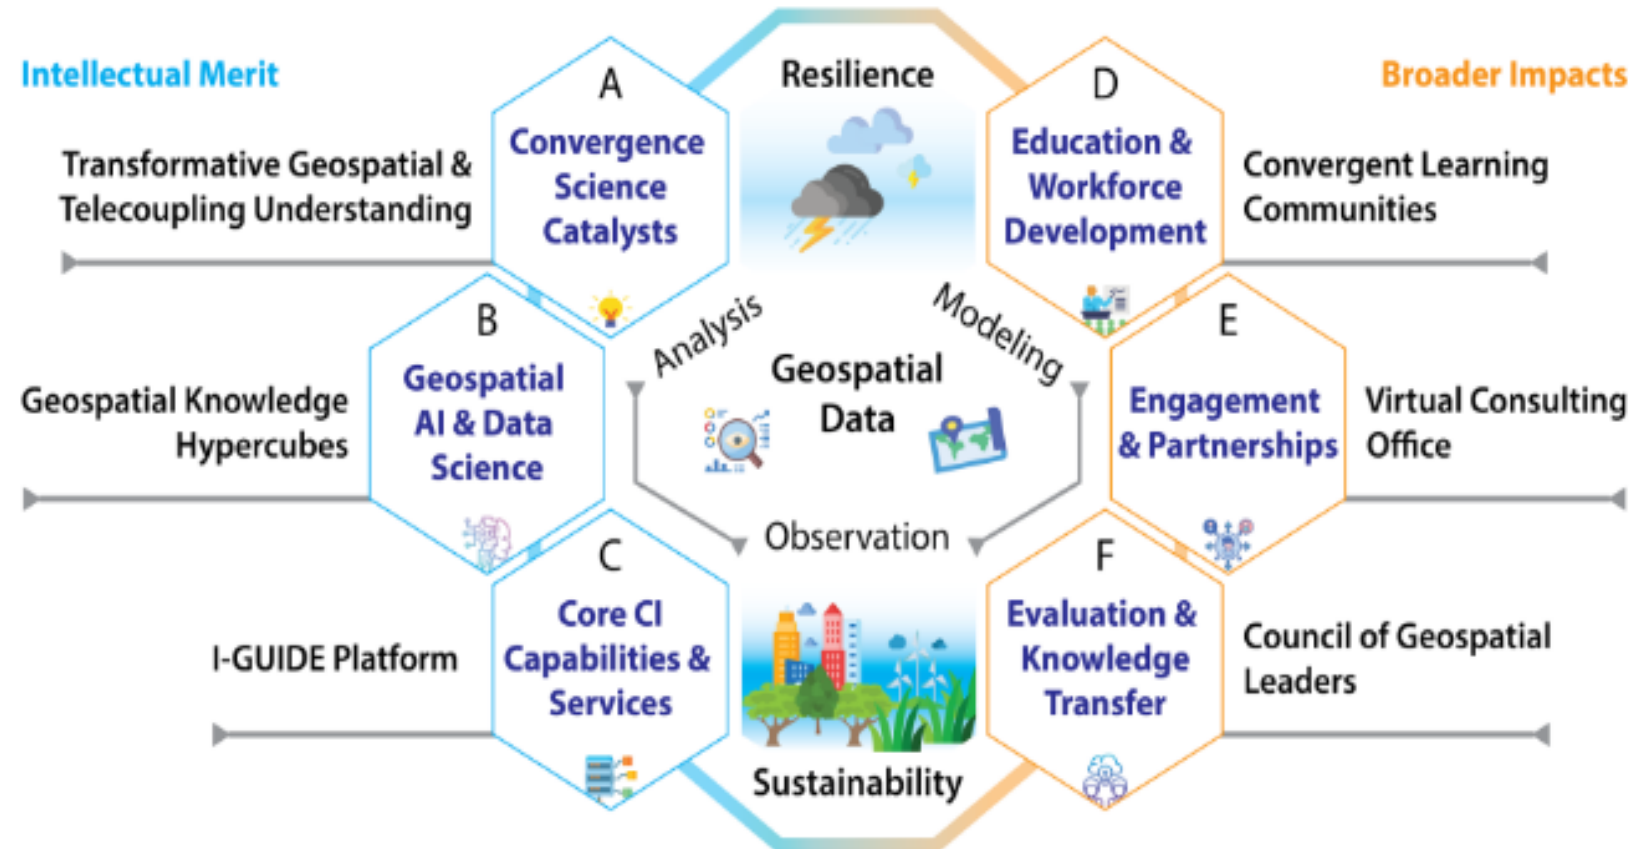 Intellectual Merit
Broader Impacts
Transformative Geospatial &
Telecoupling Understanding
A
Convergence
Science
Catalysts
Resilience
D
Education &
Workforce
Development
Convergent Learning
Communities
Geospatial Knowledge
Hypercubes
B
Geospatial
AI & Data
Science
Analysis
Modeling
Geospatial
Data
Observation
E
Engagement
& Partnerships
Virtual Consulting
Office
I-GUIDE Platform
C
Core CI
Capabilities &
Services
Sustainability
F
Evaluation &
Knowledge
Transfer
Council of Geospatial
Leaders